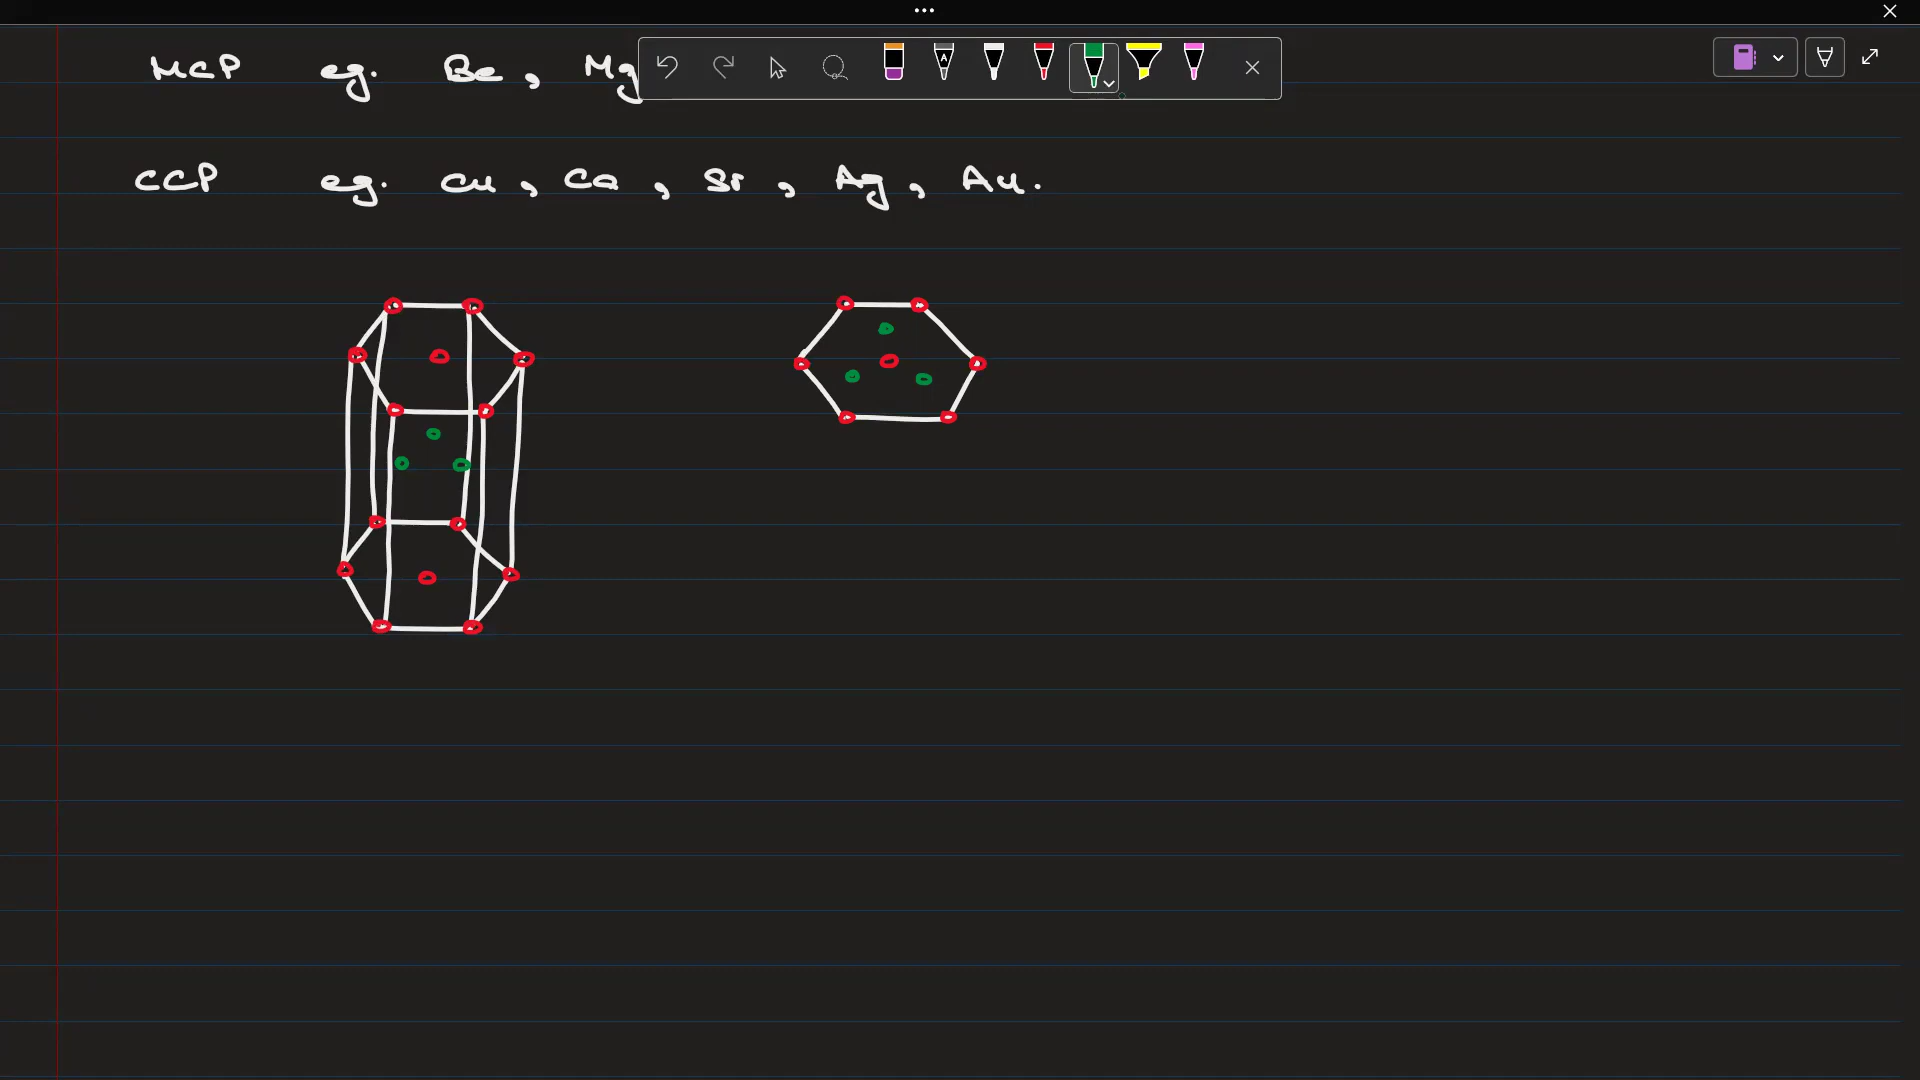 HCP eg. Be, Mg
CCP eg. Cu, Ca, Sr, Ag, Au.